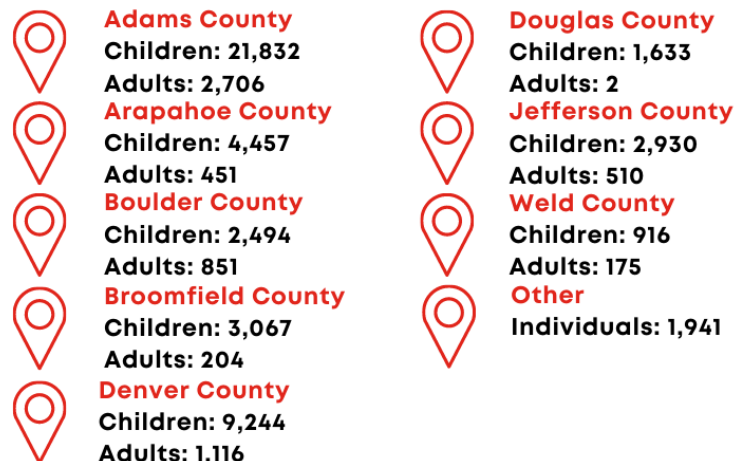 Adams County
Children: 21,832
Adults: 2,706
Arapahoe County
Children: 4,457
Adults: 451
Boulder County
Children: 2,494
Adults: 851
Broomfield County
Children: 3,067
Adults: 204
Denver County
Children: 9,244
Adults: 1,116
Douglas County
Children: 1,633
Adults: 2
Jefferson County
Children: 2,930
Adults: 510
Weld County
Children: 916
Adults: 175
Other
Individuals: 1,941